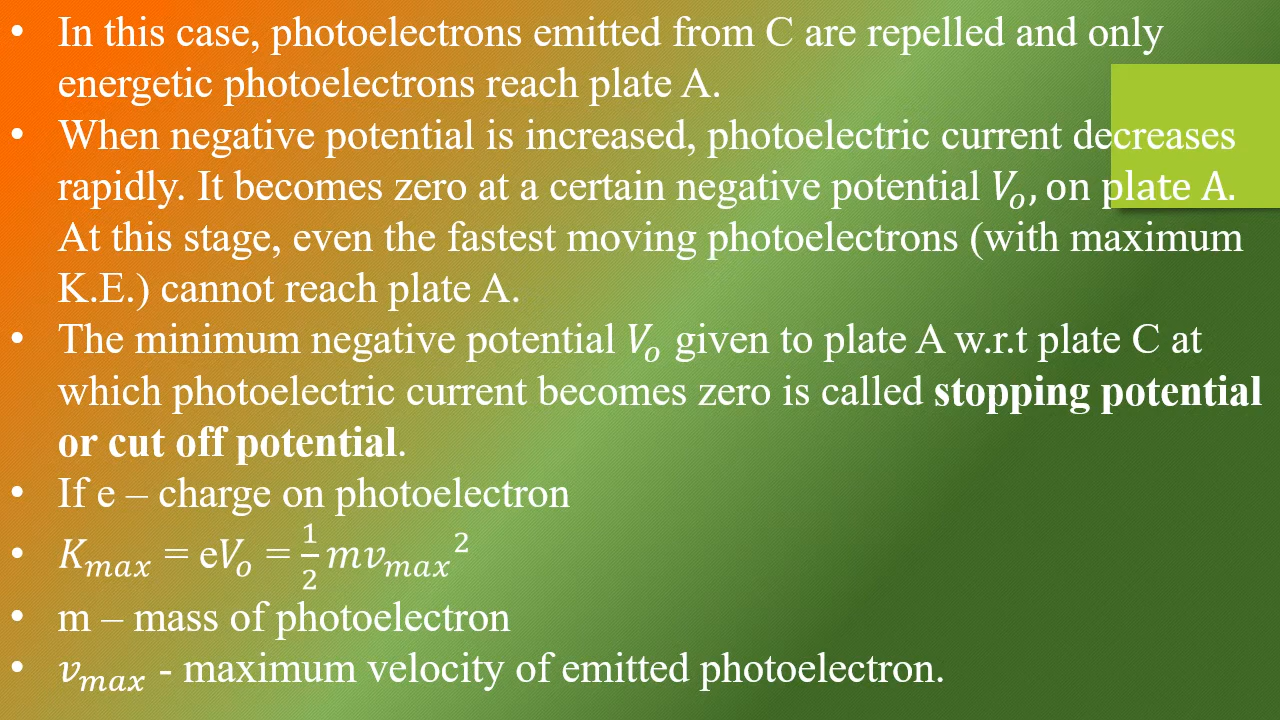 • In this case, photoelectrons emitted from C are repelled and only
energetic photoelectrons reach plate A.
• When negative potential is increased, photoelectric current decreases
rapidly. It becomes zero at a certain negative potential Vₒ, on plate A.
At this stage, even the fastest moving photoelectrons (with maximum
K.E.) cannot reach plate A.
• The minimum negative potential Vₒ given to plate A w.r.t plate C at
which photoelectric current becomes zero is called stopping potential
or cut off potential.
• If e – charge on photoelectron
• K_max = eVₒ = 1/2 mv_max²
• m – mass of photoelectron
• v_max - maximum velocity of emitted photoelectron.